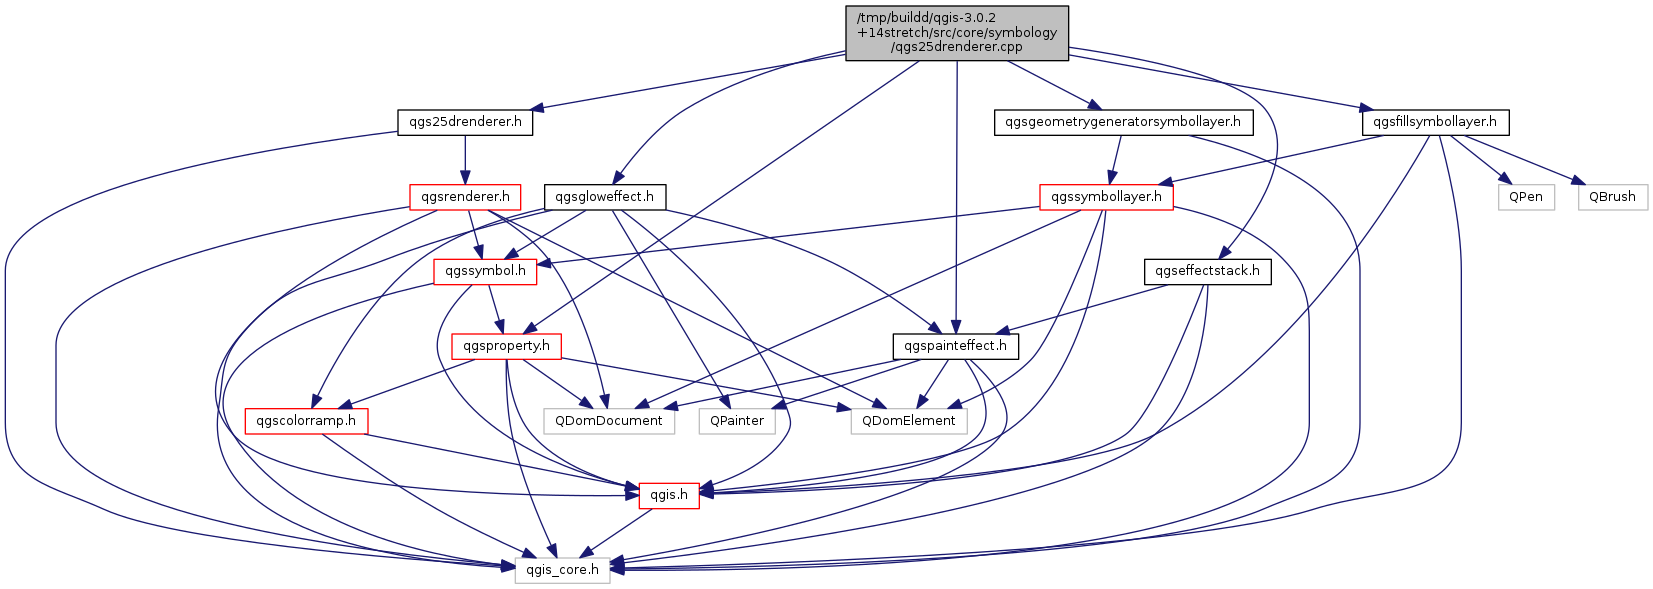 /tmp/buildd/qgis-3.0.2
+14stretch/src/core/symbology
/qgs25drenderer.cpp
qgs25drenderer.h
qgsgeometrygeneratorsymbollayer.h
qgsfillsymbollayer.h
qgsrenderer.h
qgsgloweffect.h
qgssymbollayer.h
QPen
QBrush
qgssymbol.h
qgseffectstack.h
qgsproperty.h
qgspainteffect.h
qgscolorramp.h
QDomDocument
QPainter
QDomElement
qgis.h
qgis_core.h